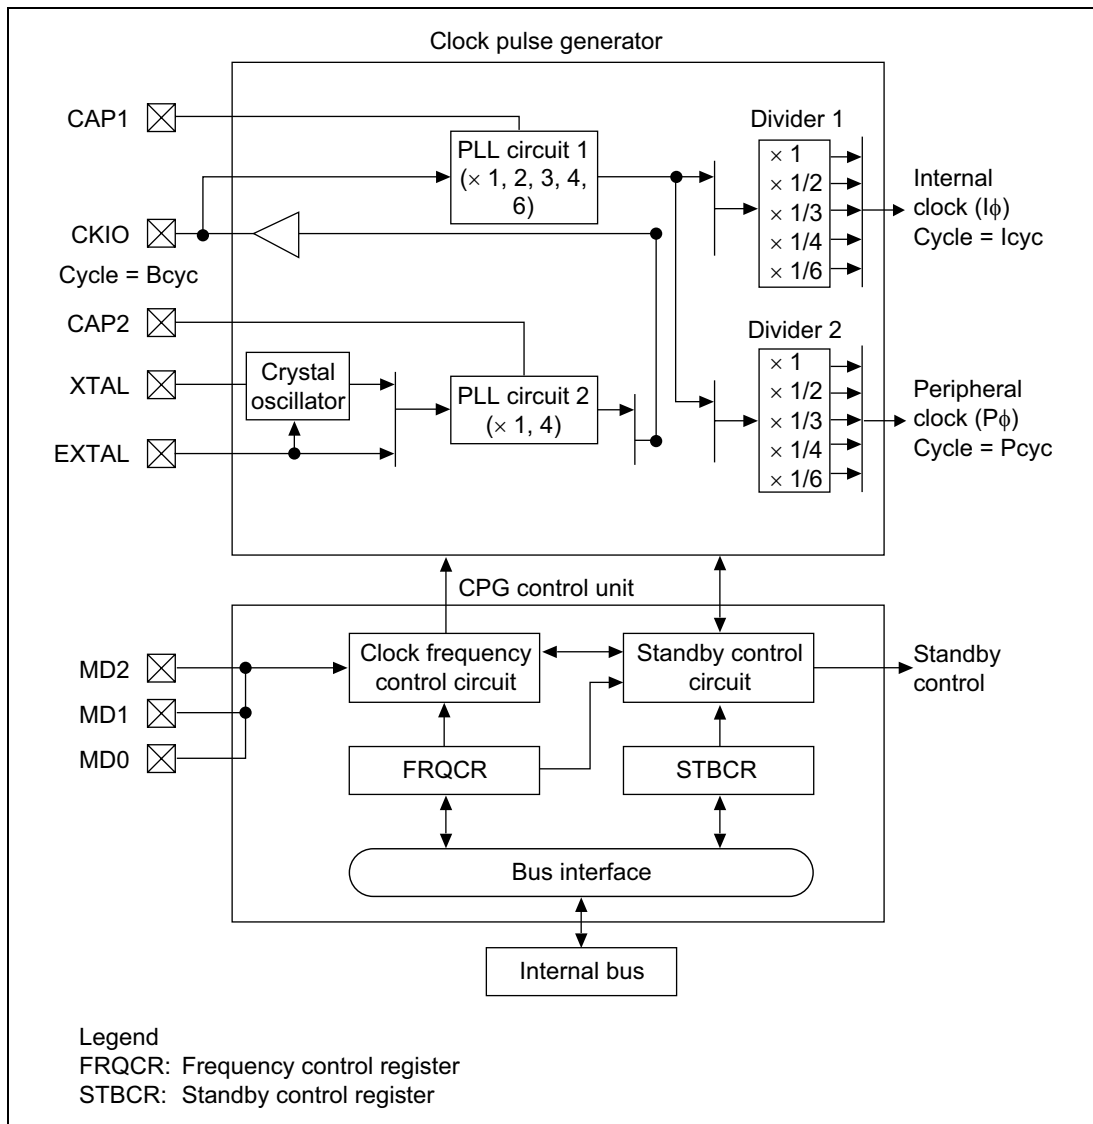 Clock pulse generator
CAP1
PLL circuit 1
(× 1, 2, 3, 4,
6)
Divider 1
× 1
× 1/2
× 1/3
× 1/4
× 1/6
Internal
clock (Iϕ)
Cycle = Icyc
CKIO
Cycle = Bcyc
CAP2
XTAL
Crystal
oscillator
EXTAL
PLL circuit 2
(× 1, 4)
Divider 2
× 1
× 1/2
× 1/3
× 1/4
× 1/6
Peripheral
clock (Pϕ)
Cycle = Pcyc
CPG control unit
MD2
MD1
MD0
Clock frequency
control circuit
Standby control
circuit
Standby
control
FRQCR
STBCR
Bus interface
Internal bus
Legend
FRQCR: Frequency control register
STBCR: Standby control register